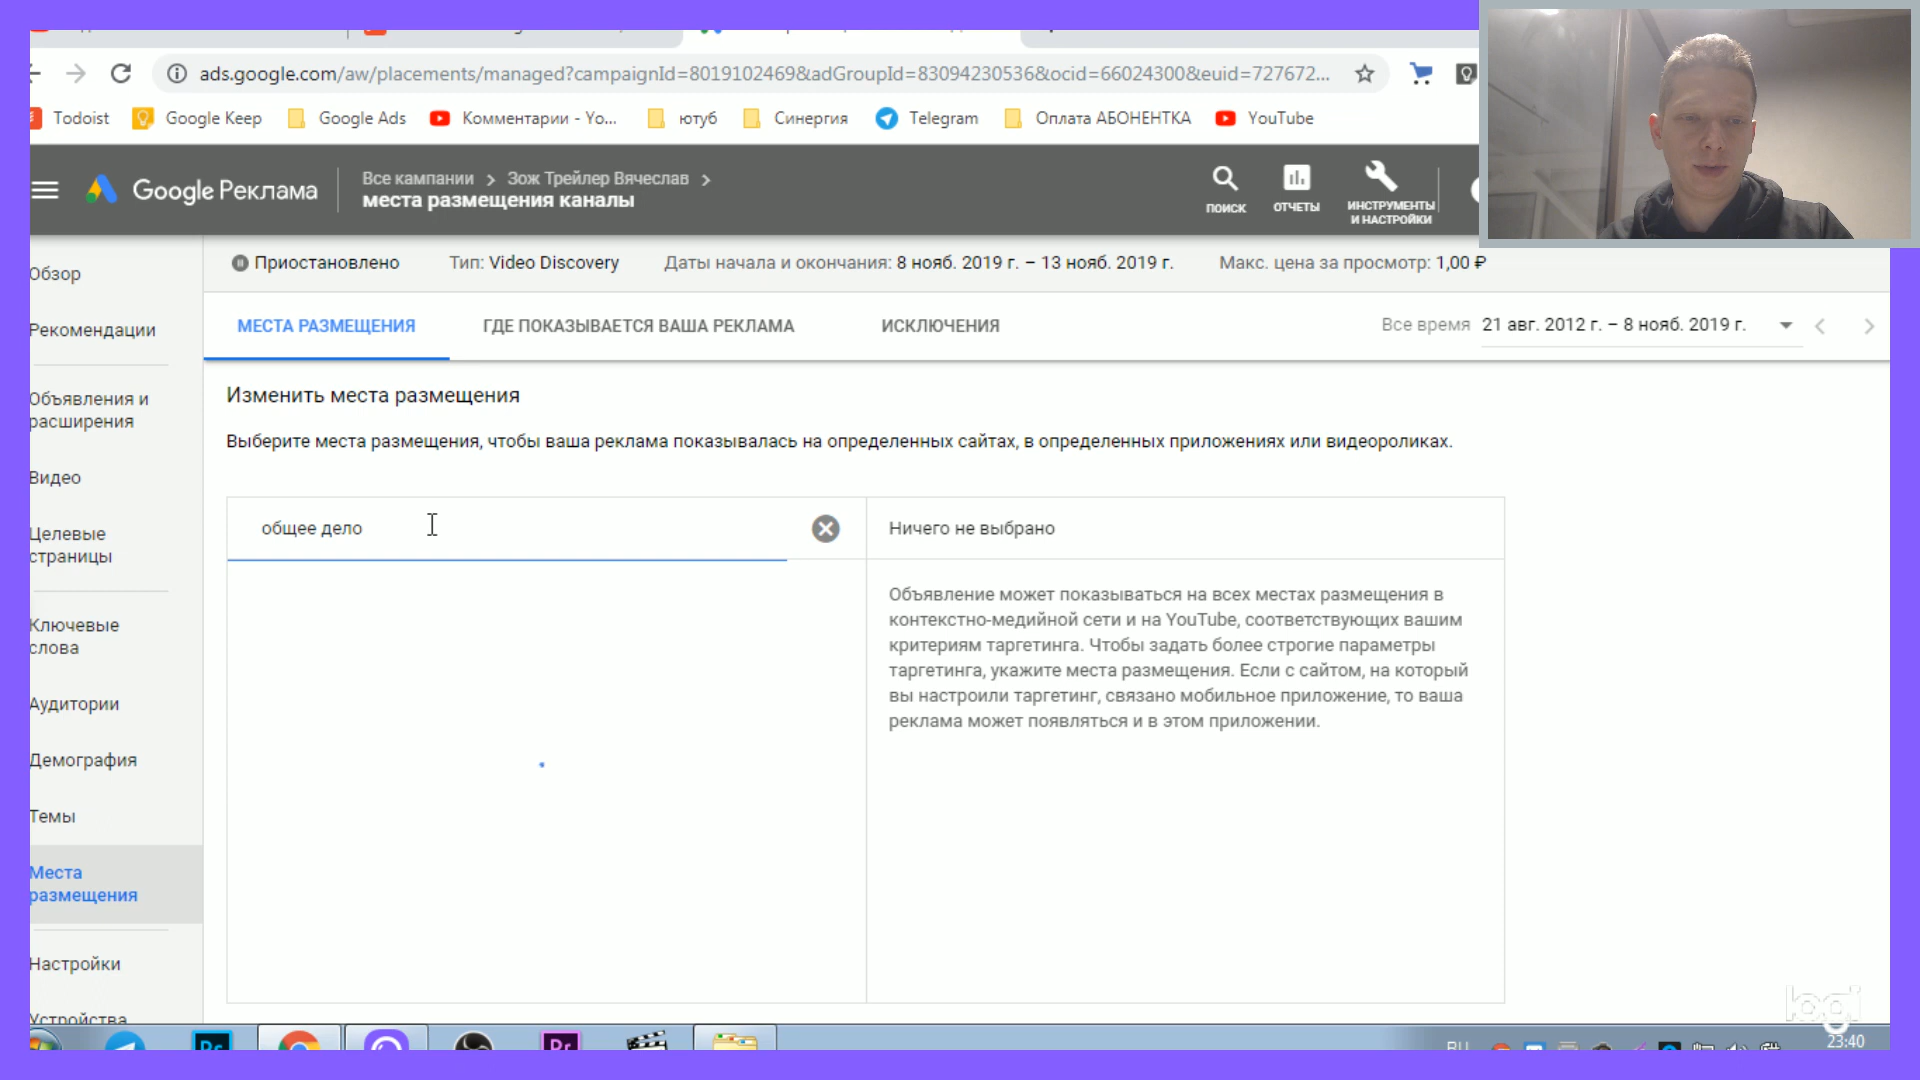 ads.google.com/aw/placements/managed?campaignId=8019102469&adGroupId=83094230536&ocid=66024300&euid=727672...
Todoist
Google Keep
Google Ads
Комментарии - Yo...
ютуб
Синергия
Telegram
Оплата АБОНЕНТКА
YouTube
Google Реклама
Все кампании > Зож Трейлер Вячеслав >
места размещения каналы
ПОИСК
ОТЧЕТЫ
ИНСТРУМЕНТЫ
И НАСТРОЙКИ
Приостановлено
Тип: Video Discovery
Даты начала и окончания: 8 нояб. 2019 г. – 13 нояб. 2019 г.
Макс. цена за просмотр: 1,00 ₽
Обзор
Рекомендации
Объявления и
расширения
Видео
Целевые
страницы
Ключевые
слова
Аудитории
Демография
Темы
Места
размещения
Настройки
Устройства
МЕСТА РАЗМЕЩЕНИЯ
ГДЕ ПОКАЗЫВАЕТСЯ ВАША РЕКЛАМА
ИСКЛЮЧЕНИЯ
Все время 21 авг. 2012 г. – 8 нояб. 2019 г.
Изменить места размещения
Выберите места размещения, чтобы ваша реклама показывалась на определенных сайтах, в определенных приложениях или видеороликах.
общее дело
Ничего не выбрано
Объявление может показываться на всех местах размещения в
контекстно-медийной сети и на YouTube, соответствующих вашим
критериям таргетинга. Чтобы задать более строгие параметры
таргетинга, укажите места размещения. Если с сайтом, на который
вы настроили таргетинг, связано мобильное приложение, то ваша
реклама может появляться и в этом приложении.
logi
Ps
Pr
RU
23:40